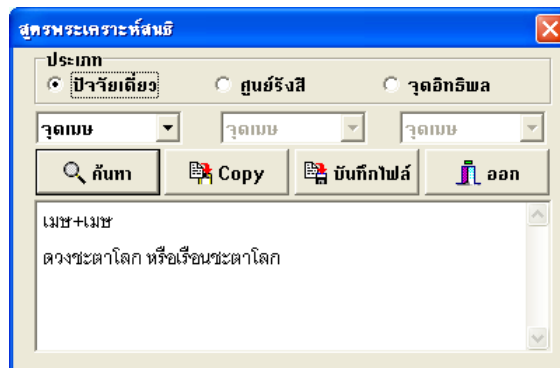 สูตรพระเคราะห์สนธิ
ประเภท
ปัจจัยเดี่ยว ศูนย์รังสี จุดอิทธิพล
จุดเมษ จุดเมษ จุดเมษ
ค้นหา Copy บันทึกไฟล์ ออก
เมษ+เมษ
ดวงชะตาโลก หรือเรือนชะตาโลก